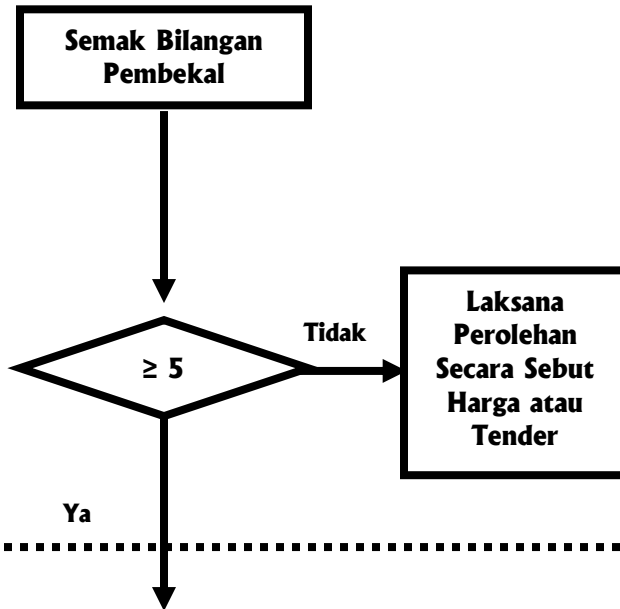 Semak Bilangan
Pembekal
≥ 5
Tidak
Laksana
Perolehan
Secara Sebut
Harga atau
Tender
Ya